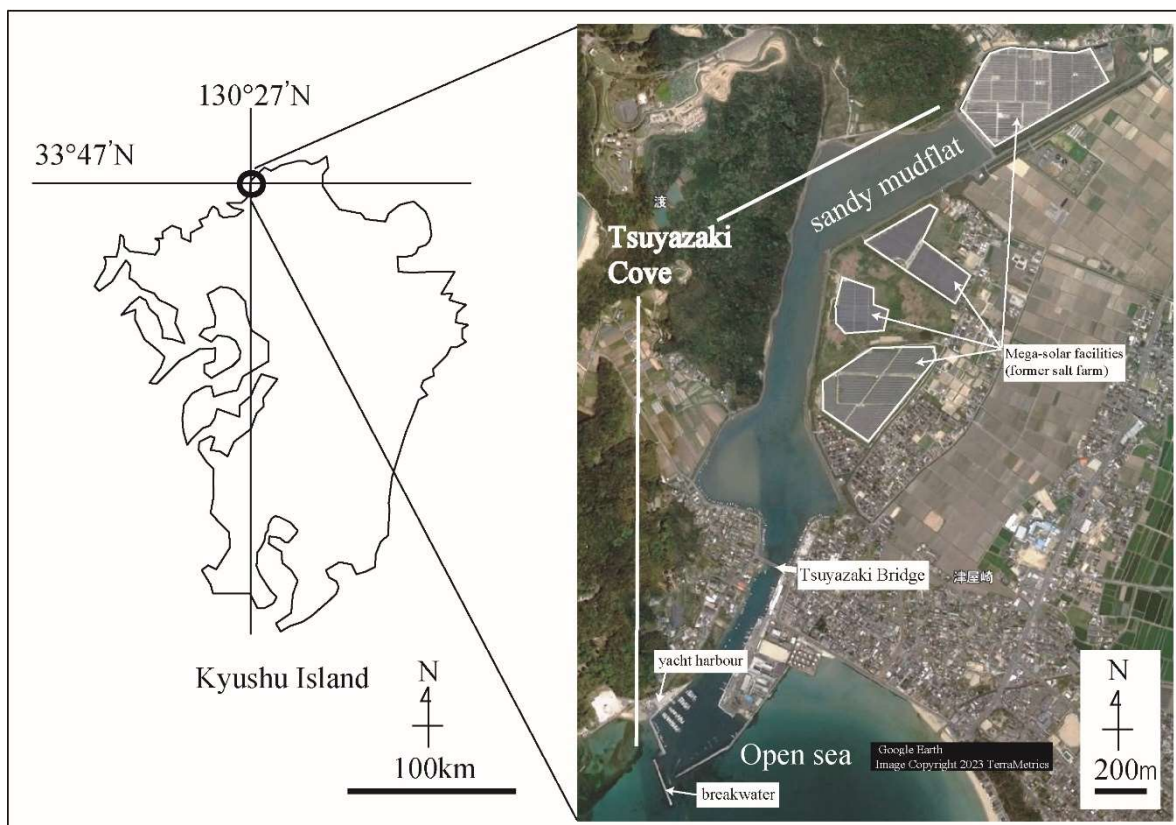 130°27’N
33°47’N
Kyushu Island
N
100km
sandy mudflat
渡
Tsuyazaki
Cove
Mega-solar facilities
(former salt farm)
Tsuyazaki Bridge
津屋崎
yacht harbour
Open sea
Google Earth
Image Copyright 2023 TerraMetrics
breakwater
N
200m